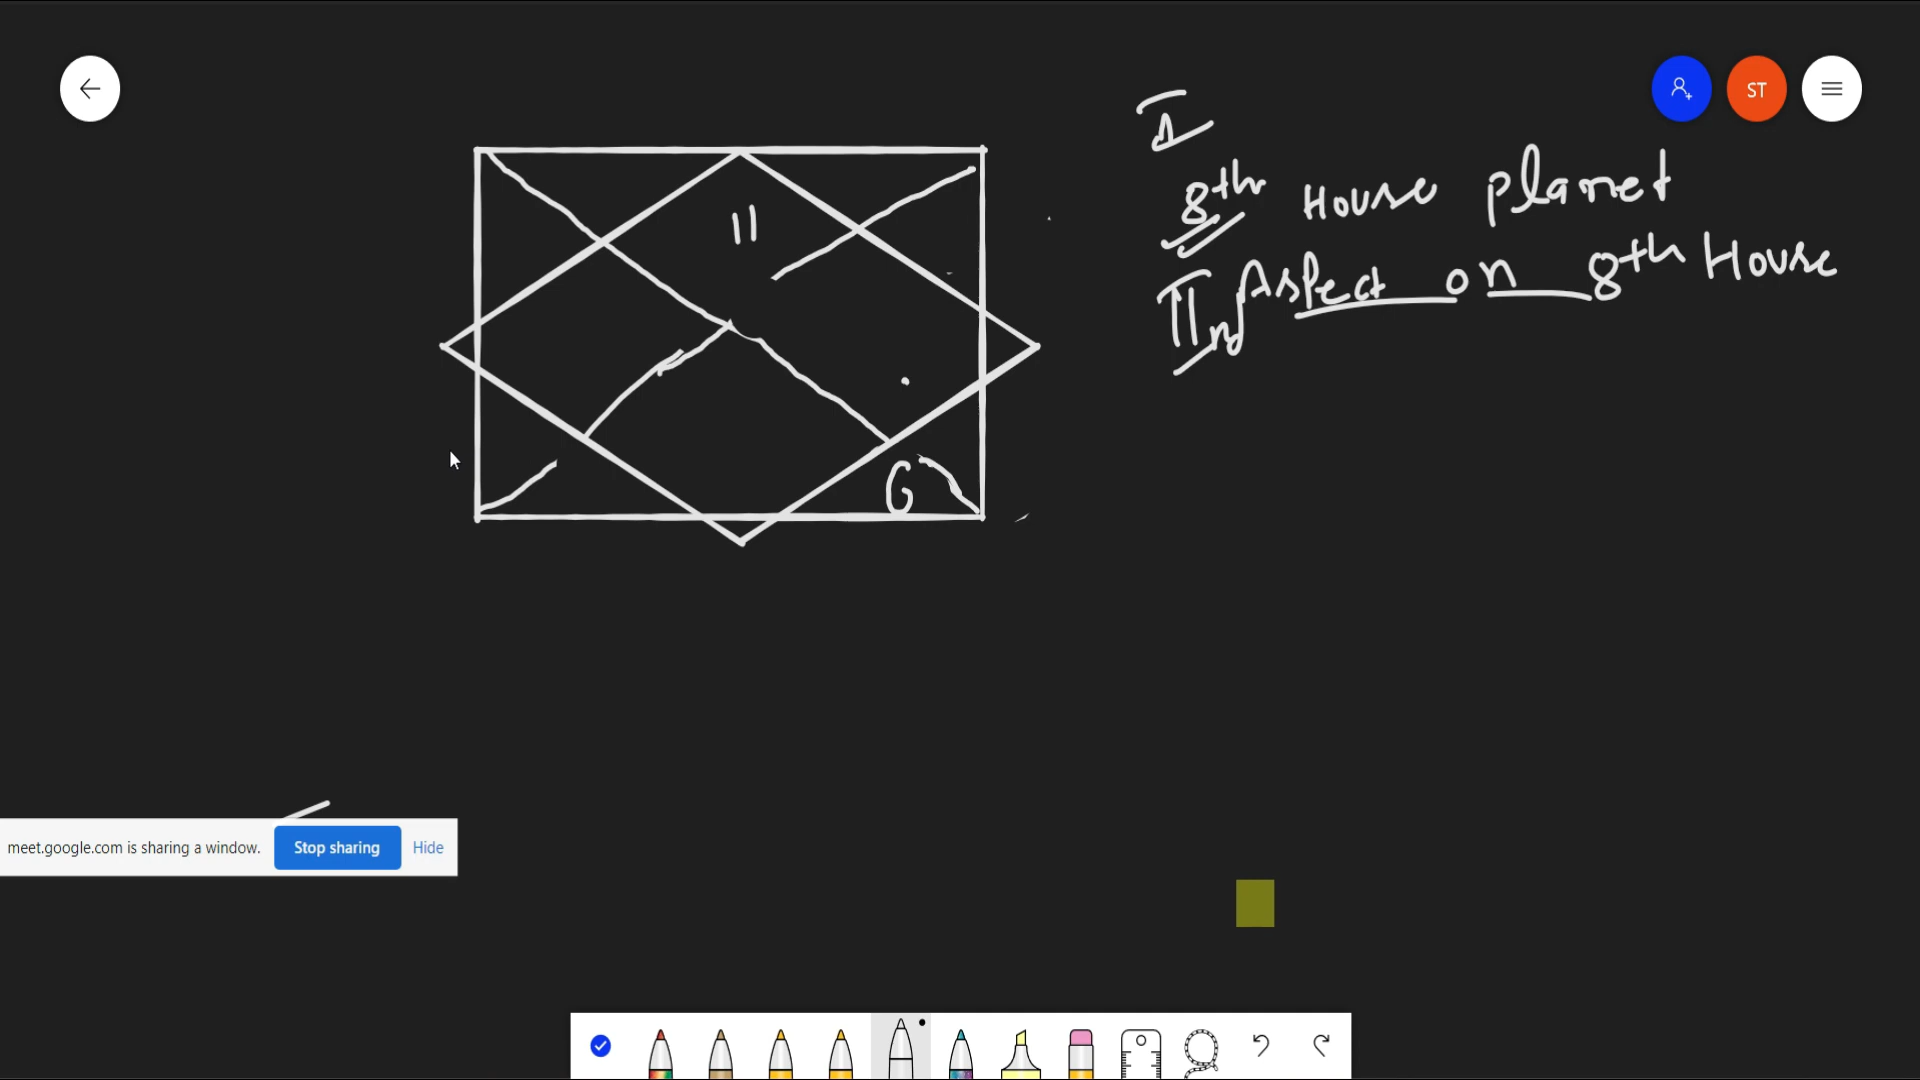 ST
I
8th House planet
IInd Aspect on 8th House
11
6
meet.google.com is sharing a window. Stop sharing Hide